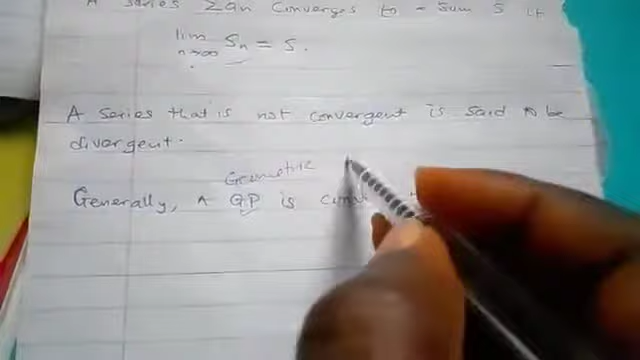 A series Σan Converges to a sum S if
lim
n→∞ Sn = S.
A series that is not convergent is said to be
divergent.
Geometric
Generally, A GP is